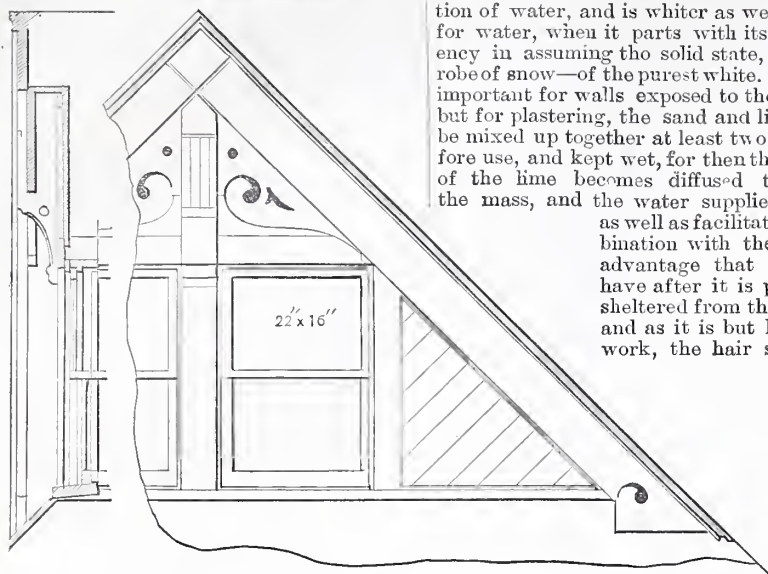 tion of water, and is whiter as we
for water, when it parts with its
ency in assuming tho solid state,
robe of snow—of the purest white.
important for walls exposed to the
but for plastering, the sand and li
be mixed up together at least two
fore use, and kept wet, for then th
of the lime becomes diffused t
the mass, and the water supplie
as well as facilitat
bination with the
advantage that
have after it is p
sheltered from th
and as it is but l
work, the hair s
22"x16"